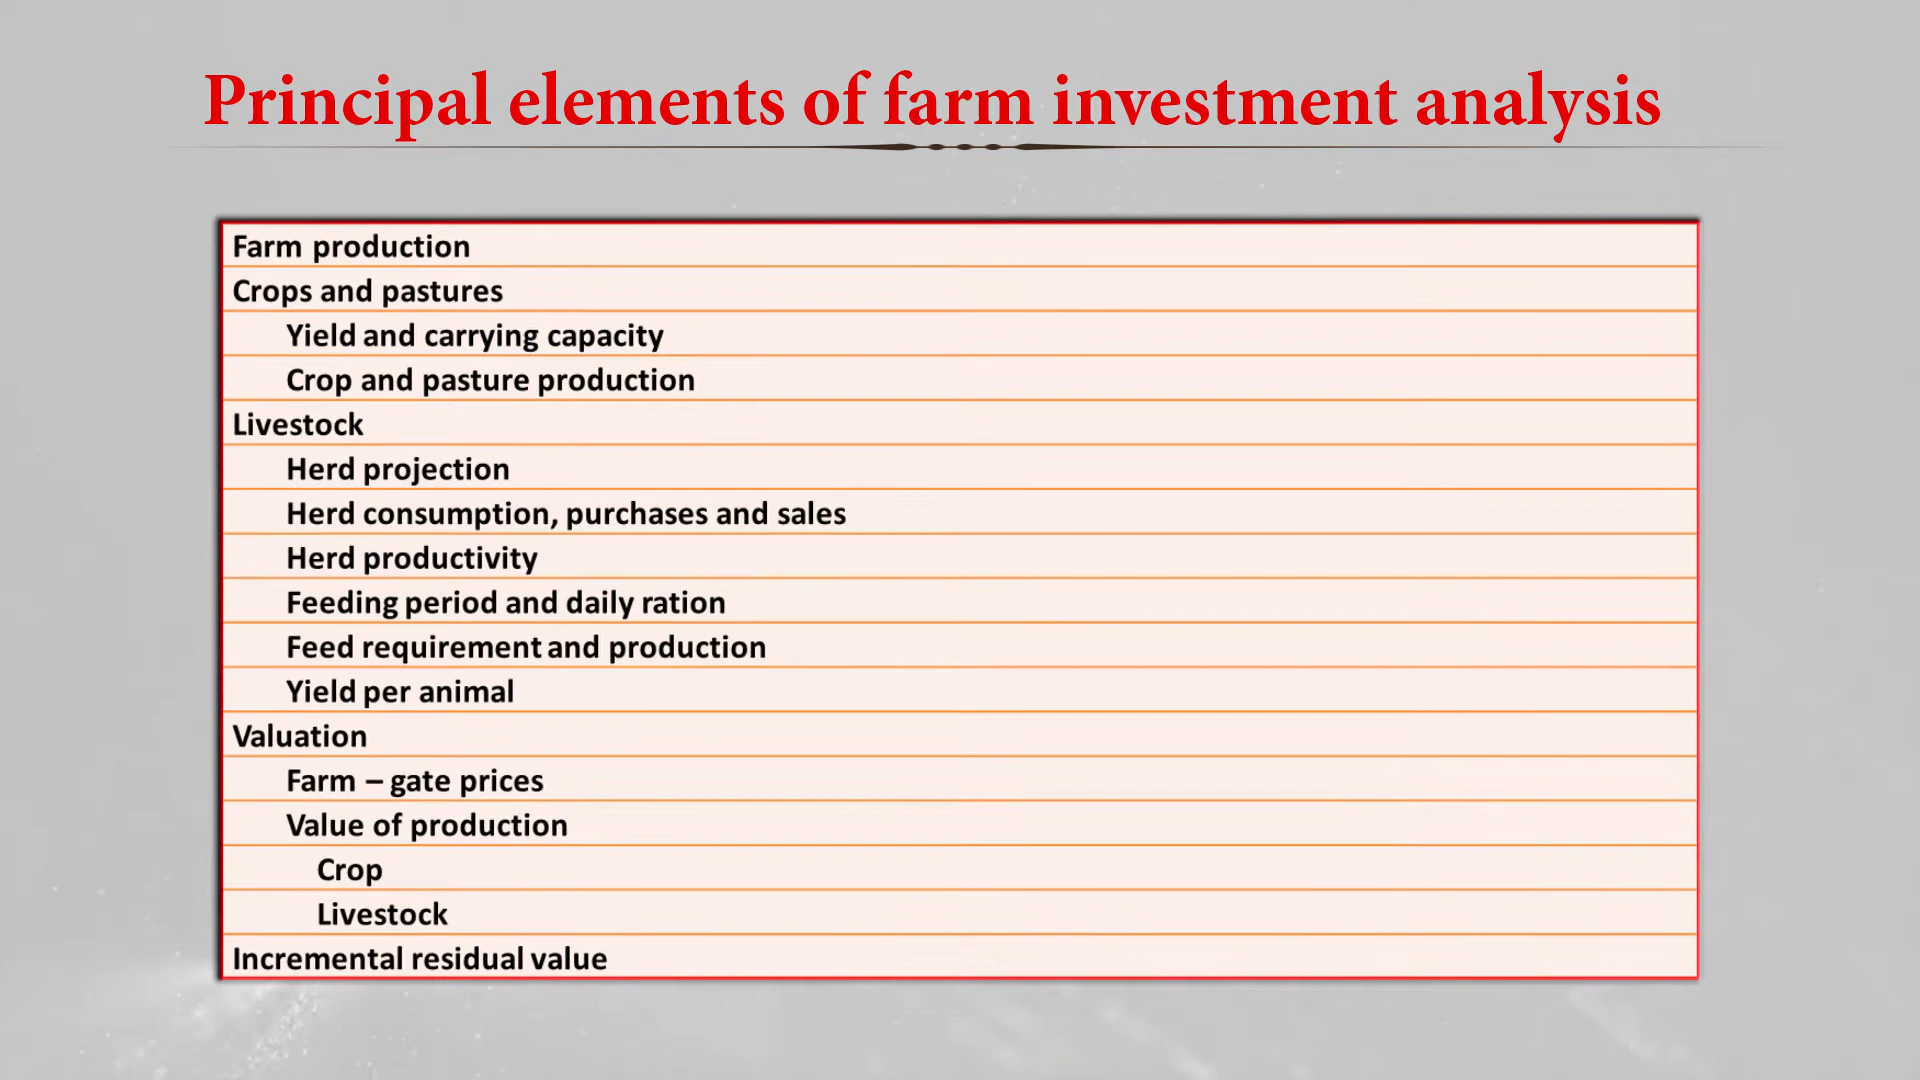 Principal elements of farm investment analysis
Farm production
Crops and pastures
Yield and carrying capacity
Crop and pasture production
Livestock
Herd projection
Herd consumption, purchases and sales
Herd productivity
Feeding period and daily ration
Feed requirement and production
Yield per animal
Valuation
Farm – gate prices
Value of production
Crop
Livestock
Incremental residual value